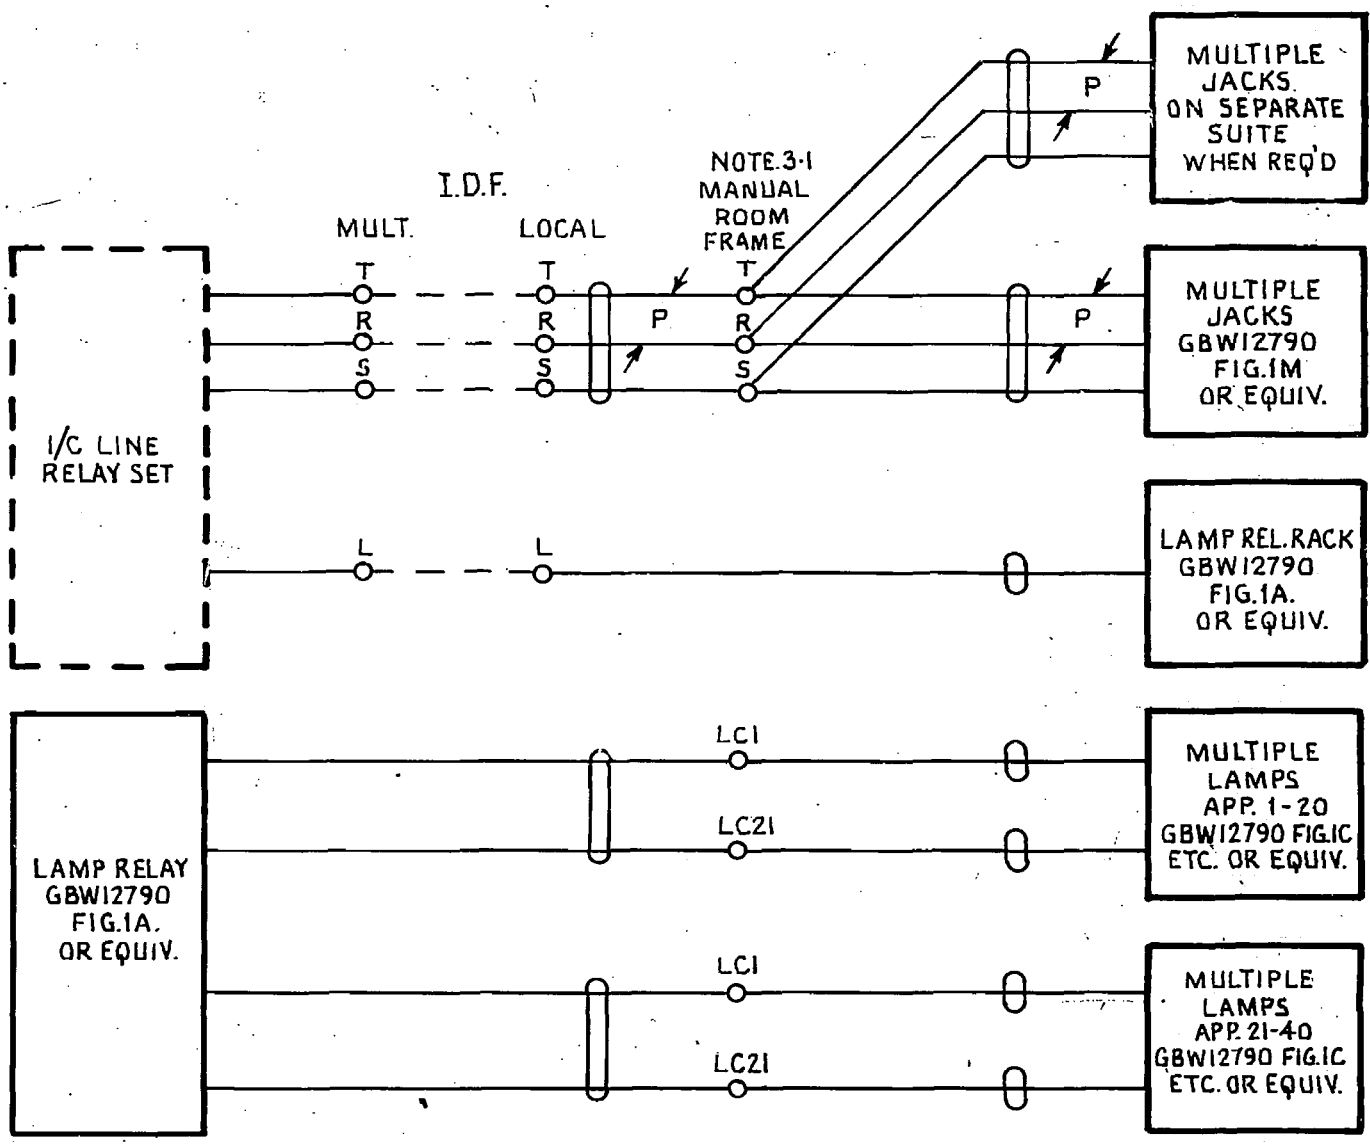 MULTIPLE
JACKS
ON SEPARATE
SUITE
WHEN REQ'D
P
NOTE.3-1
MANUAL
ROOM
FRAME
I.D.F.
MULT.
LOCAL
T
T
T
R
R
R
S
S
S
P
P
MULTIPLE
JACKS
GBW12790
FIG.1M
OR EQUIV.
I/C LINE
RELAY SET
L
L
LAMP REL.RACK
GBW12790
FIG.1A.
OR EQUIV.
LC1
LC21
MULTIPLE
LAMPS
APP. 1-20
GBW12790 FIG.1C
ETC. OR EQUIV.
LAMP RELAY
GBW12790
FIG.1A.
OR EQUIV.
LC1
LC21
MULTIPLE
LAMPS
APP. 21-40
GBW12790 FIG.1C
ETC. OR EQUIV.